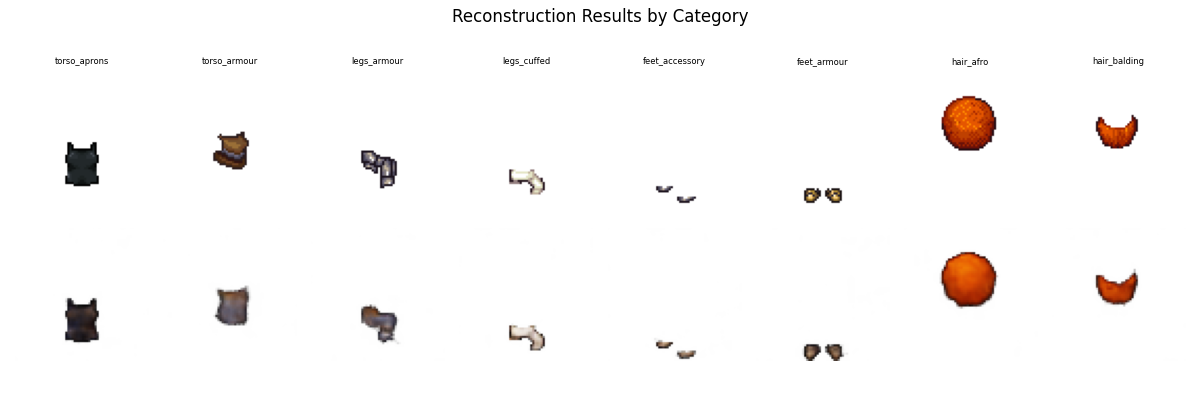 Reconstruction Results by Category
torso_aprons torso_armour legs_armour legs_cuffed feet_accessory feet_armour hair_afro hair_balding